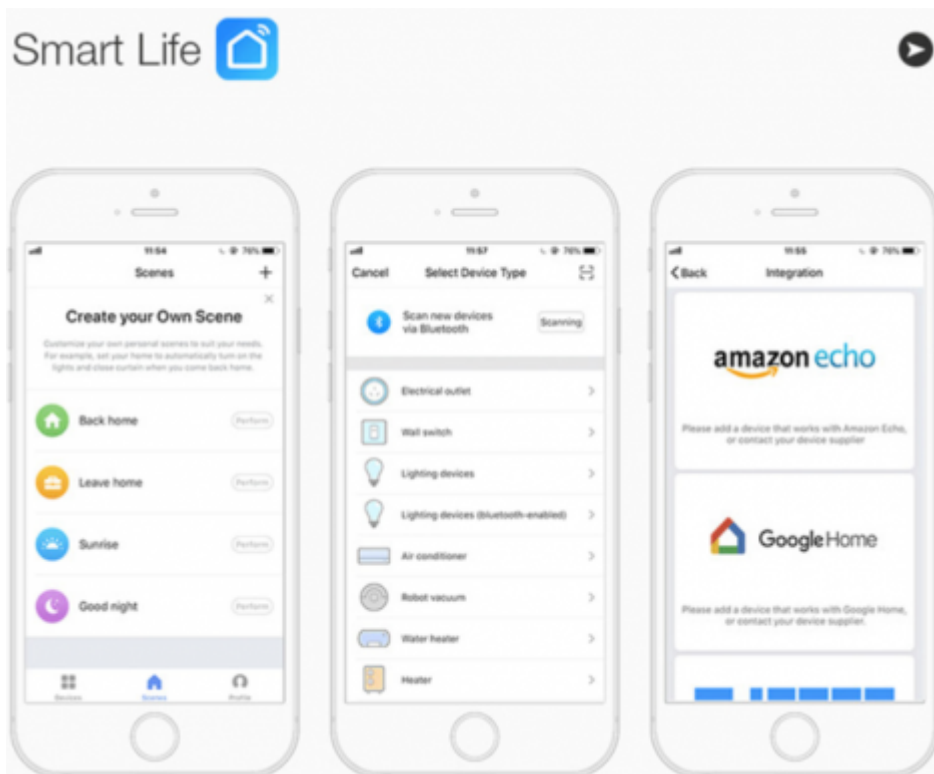 Smart Life
11:54
76%
Scenes
+
Create your Own Scene
Customize your own personal scenes to suit your needs.
For example, set your home to automatically turn on the
lights and close curtain when you come back home.
Back home
Perform
Leave home
Perform
Sunrise
Perform
Good night
Perform
Devices
Scenes
Profile
11:57
76%
Cancel
Select Device Type
Scan new devices
via Bluetooth
Scanning
Electrical outlet
Wall switch
Lighting devices
Lighting devices (bluetooth-enabled)
Air conditioner
Robot vacuum
Water heater
Heater
11:55
76%
Back
Integration
amazon echo
Please add a device that works with Amazon Echo,
or contact your device supplier
Google Home
Please add a device that works with Google Home,
or contact your device supplier.